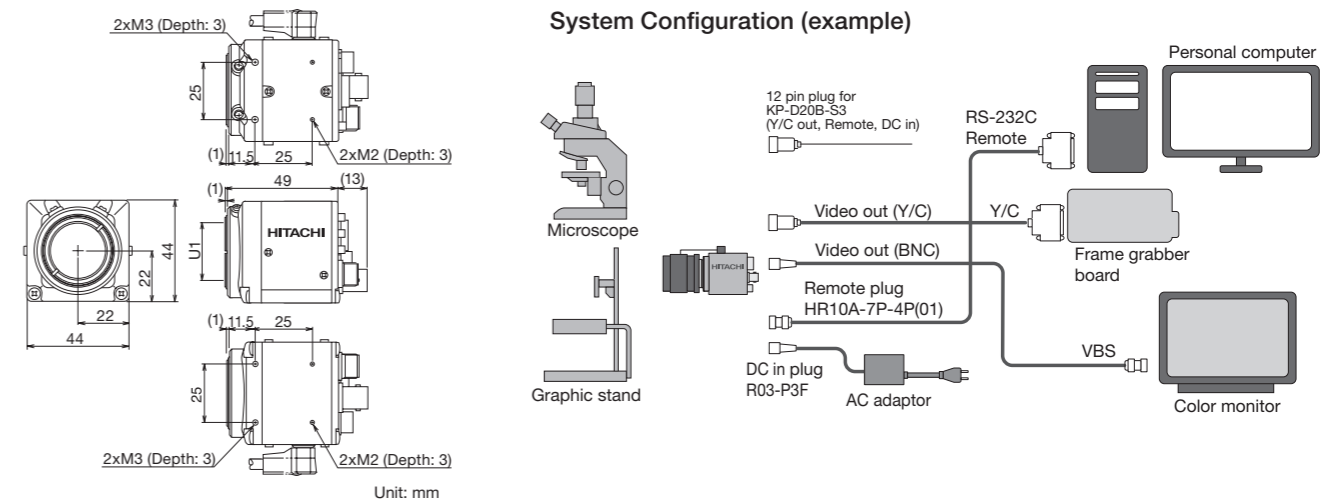 2xM3 (Depth: 3)
25
(1)
11.5
25
2xM2 (Depth: 3)
(1)
49
(13)
U1
HITACHI
44
22
22
44
(1)
11.5
25
25
2xM3 (Depth: 3)
2xM2 (Depth: 3)
Unit: mm
System Configuration (example)
Microscope
Graphic stand
HITACHI
12 pin plug for
KP-D20B-S3
(Y/C out, Remote, DC in)
Video out (Y/C)
Video out (BNC)
Remote plug
HR10A-7P-4P(01)
DC in plug
R03-P3F
AC adaptor
RS-232C
Remote
Personal computer
Y/C
Frame grabber
board
VBS
Color monitor